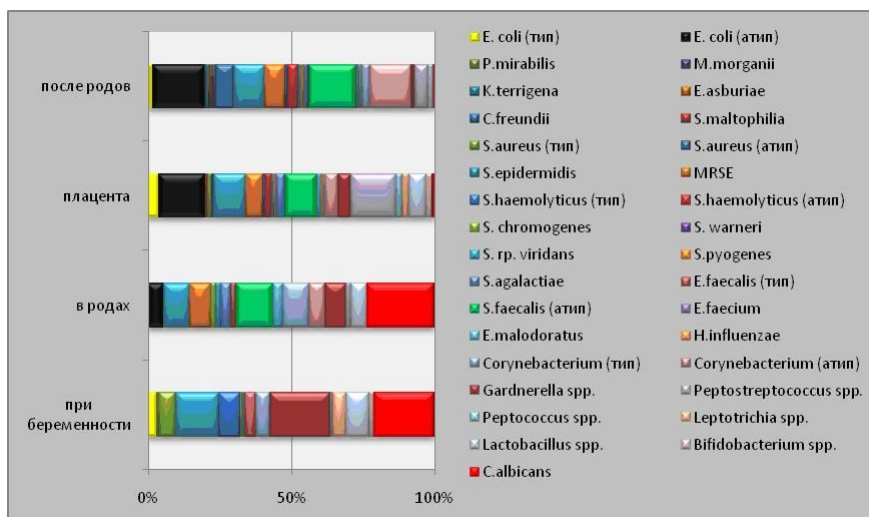 после родов
плацента
в родах
при
беременности
0% 50% 100%
E. coli (тип) E. coli (атип)
P.mirabilis M.morganii
K.terrigena E.asburiae
C.freundii S.maltophilia
S.aureus (тип) S.aureus (атип)
S.epidermidis MRSE
S.haemolyticus (тип) S.haemolyticus (атип)
S. chromogenes S. warneri
S. гр. viridans S.pyogenes
S.agalactiae E.faecalis (тип)
S.faecalis (атип) E.faecium
E.malodoratus H.influenzae
Corynebacterium (тип) Corynebacterium (атип)
Gardnerella spp. Peptostreptococcus spp.
Peptococcus spp. Leptotrichia spp.
Lactobacillus spp. Bifidobacterium spp.
C.albicans